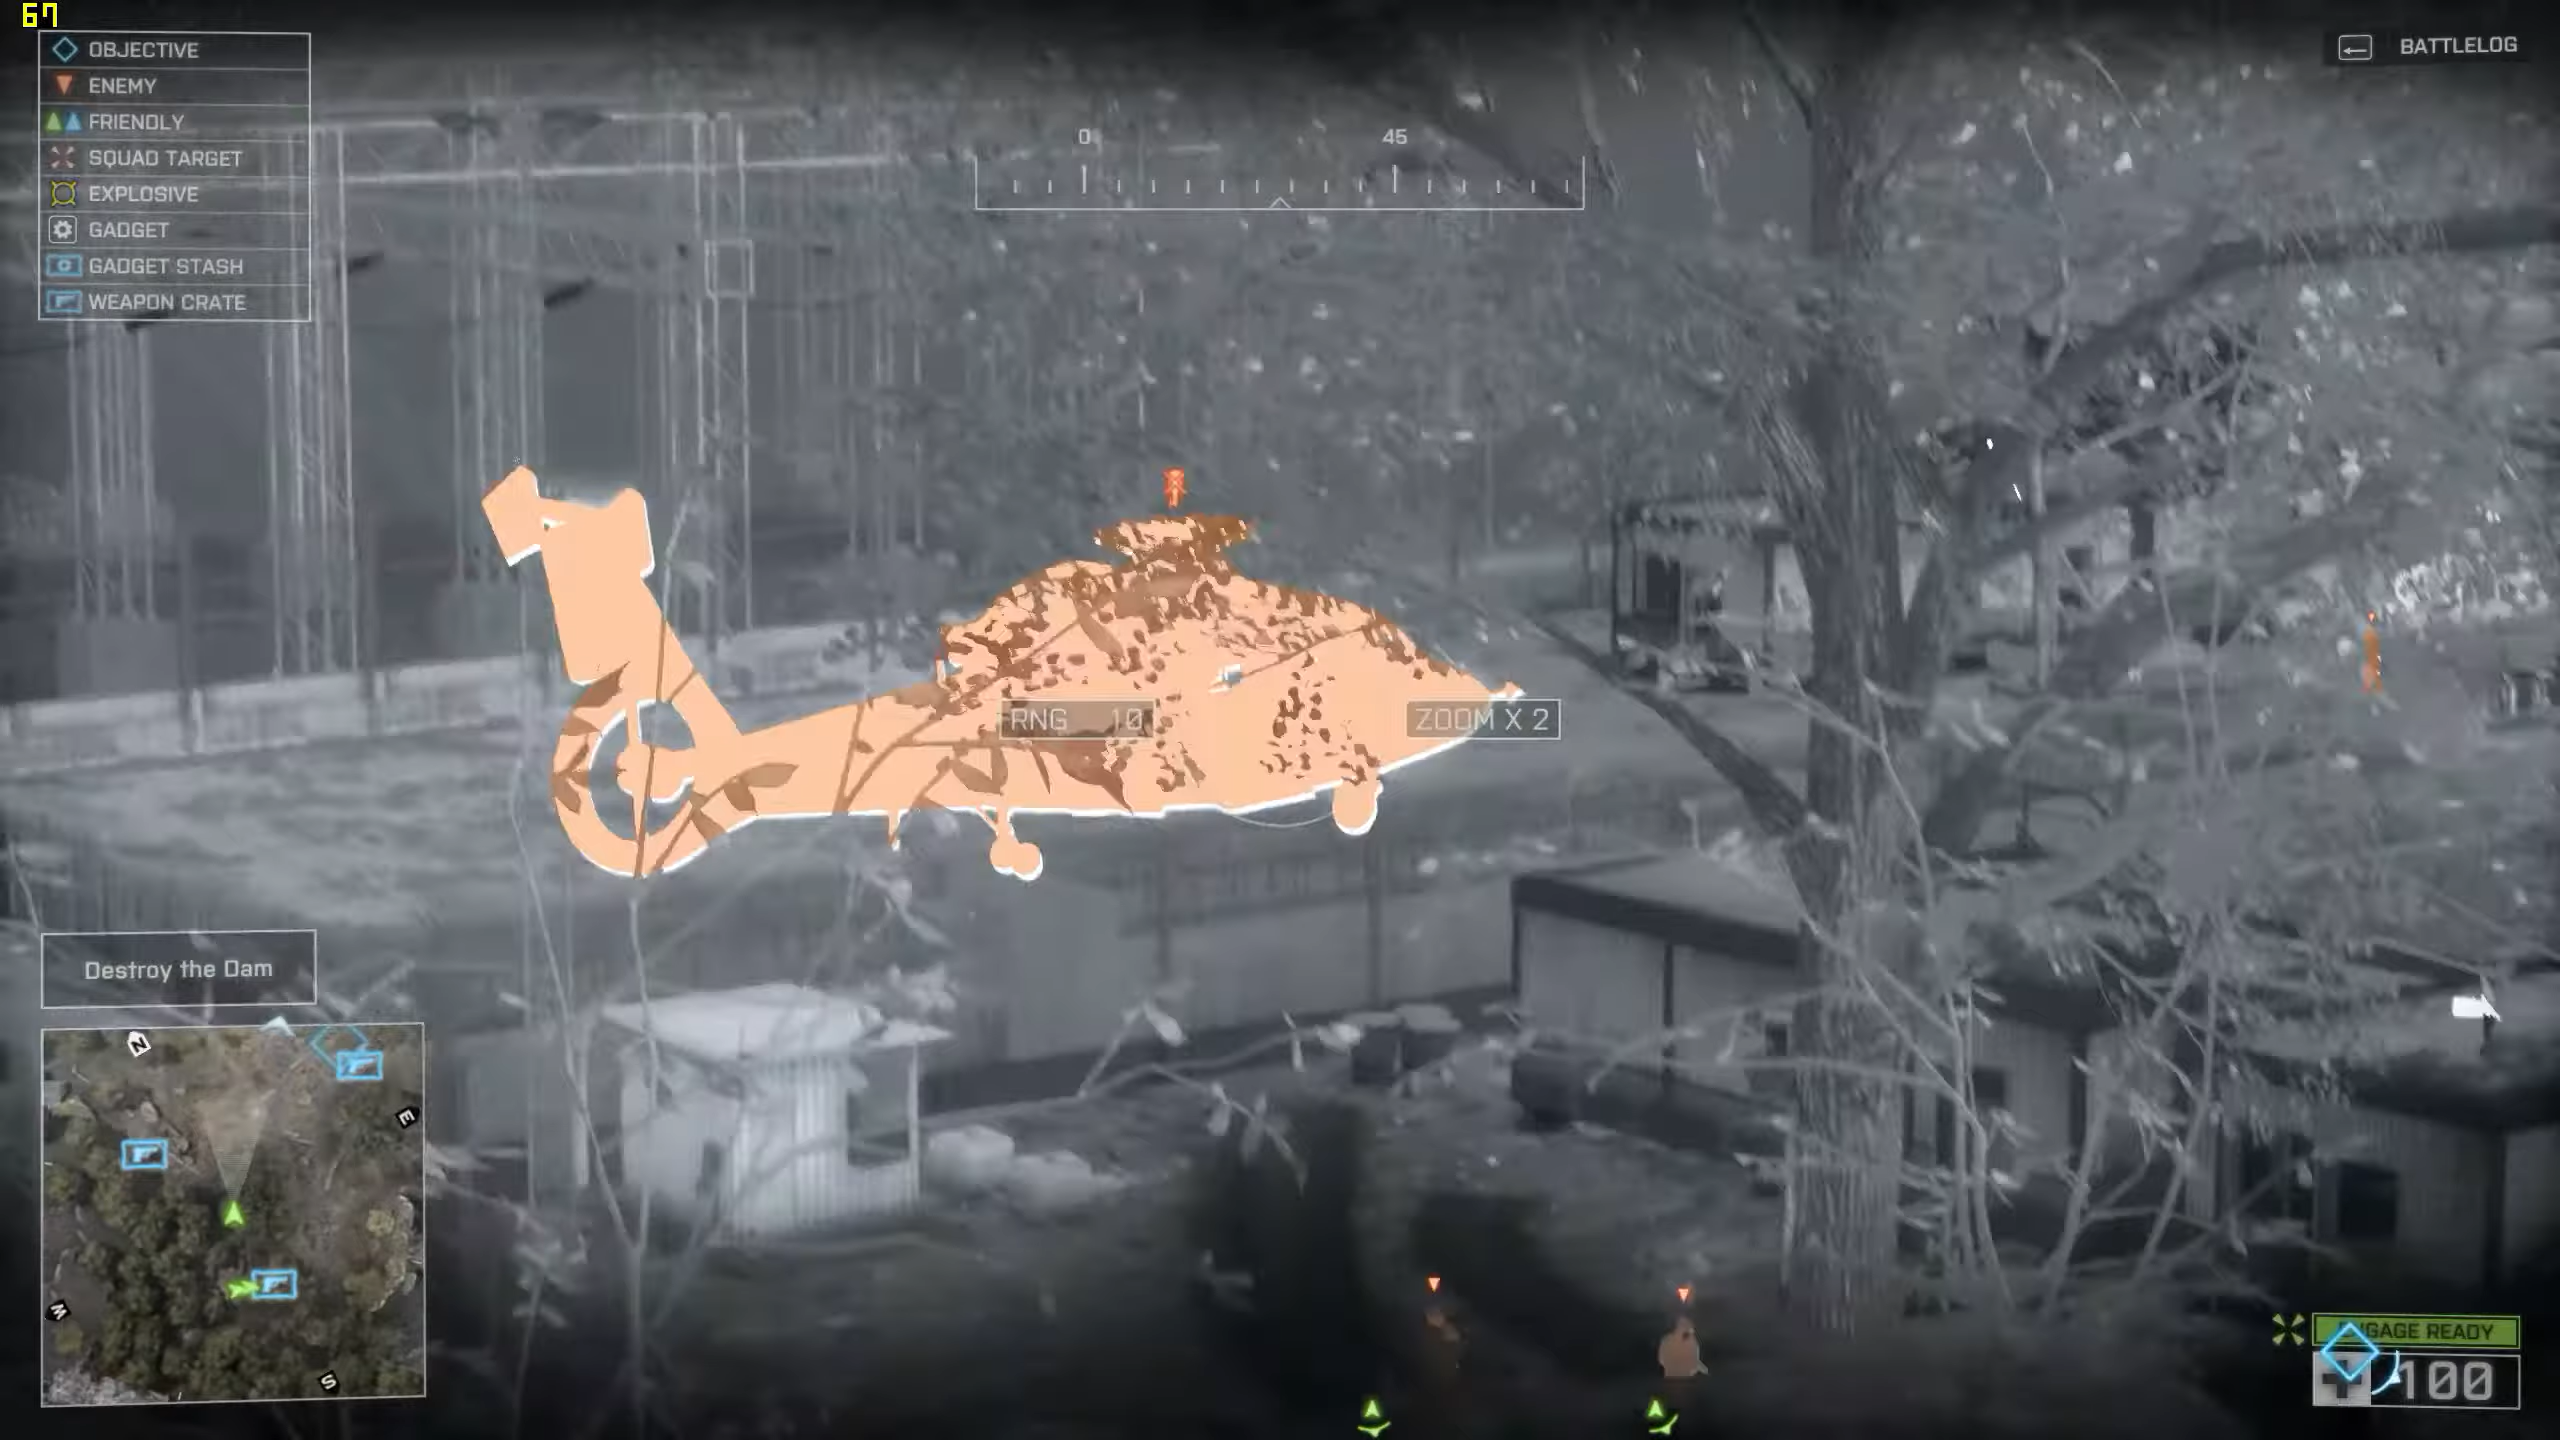 67
OBJECTIVE
ENEMY
FRIENDLY
SQUAD TARGET
EXPLOSIVE
GADGET
GADGET STASH
WEAPON CRATE
BATTLELOG
0 45
RNG 10
ZOOM X 2
Destroy the Dam
N
E
W
S
GAGE READY
100